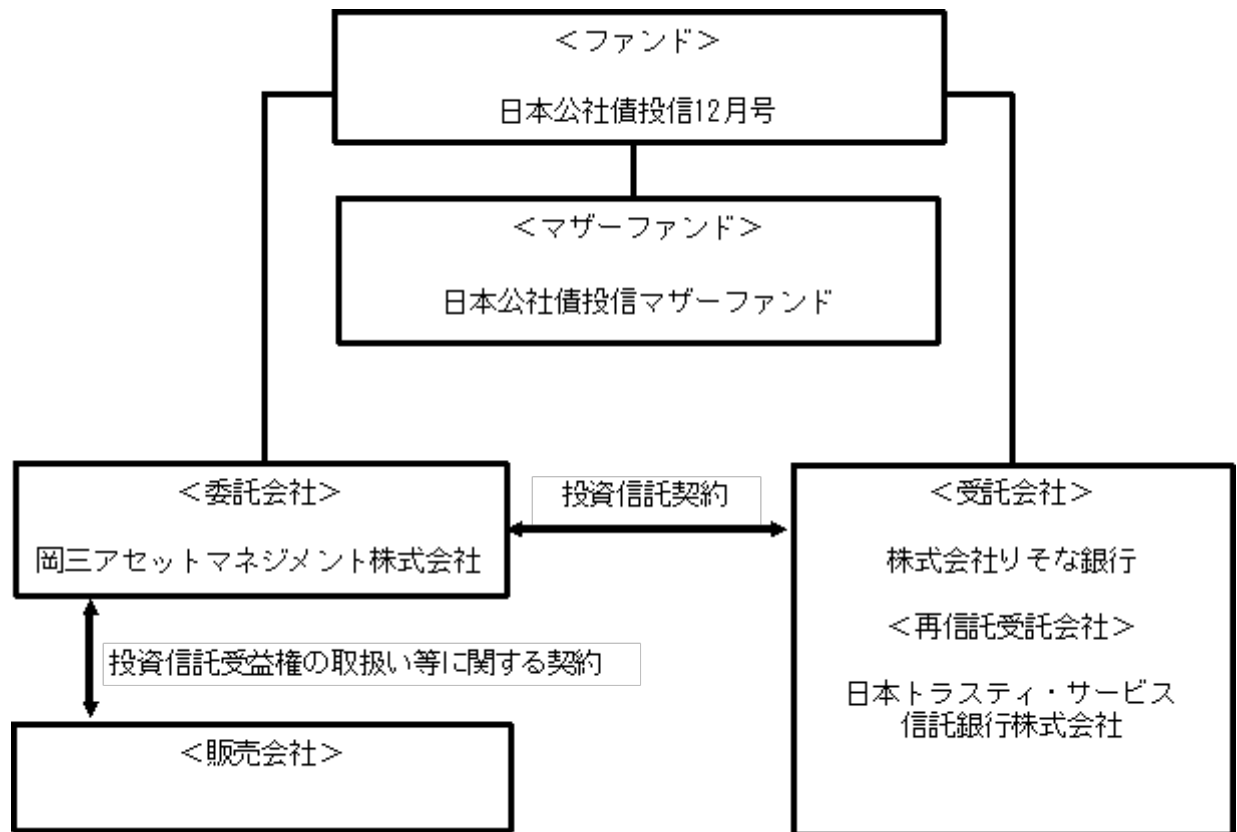 ＜ファンド＞
日本公社債投信12月号
＜マザーファンド＞
日本公社債投信マザーファンド
＜委託会社＞
岡三アセットマネジメント株式会社
投資信託契約
＜受託会社＞
株式会社りそな銀行
＜再信託受託会社＞
日本トラスティ・サービス
信託銀行株式会社
投資信託受益権の取扱い等に関する契約
＜販売会社＞